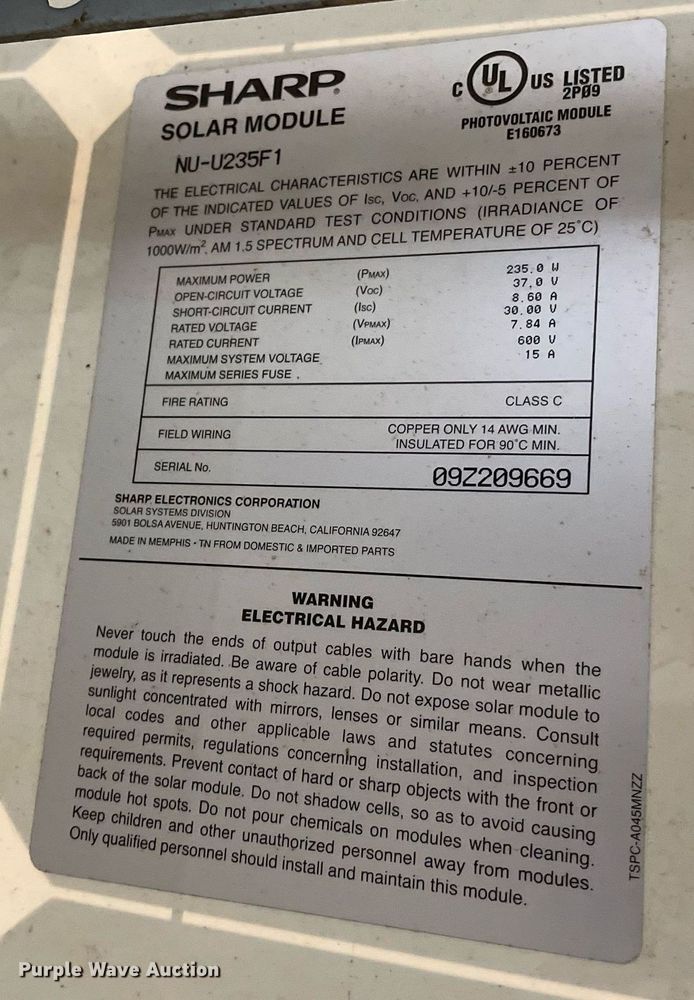 SHARP®
SOLAR MODULE
NU-U235F1
C UL US LISTED
2PØ9
PHOTOVOLTAIC MODULE
E160673
THE ELECTRICAL CHARACTERISTICS ARE WITHIN ±10 PERCENT
OF THE INDICATED VALUES OF Isc, Voc, AND +10/-5 PERCENT OF
PMAX UNDER STANDARD TEST CONDITIONS (IRRADIANCE OF
1000W/m², AM 1.5 SPECTRUM AND CELL TEMPERATURE OF 25°C)
MAXIMUM POWER (PMAX) 235.0 W
OPEN-CIRCUIT VOLTAGE (VOC) 37.0 V
SHORT-CIRCUIT CURRENT (ISC) 8.60 A
RATED VOLTAGE (VPMAX) 30.00 V
RATED CURRENT (IPMAX) 7.84 A
MAXIMUM SYSTEM VOLTAGE 600 V
MAXIMUM SERIES FUSE 15 A
FIRE RATING CLASS C
FIELD WIRING COPPER ONLY 14 AWG MIN.
INSULATED FOR 90°C MIN.
SERIAL No. 09Z209669
SHARP ELECTRONICS CORPORATION
SOLAR SYSTEMS DIVISION
5901 BOLSA AVENUE, HUNTINGTON BEACH, CALIFORNIA 92647
MADE IN MEMPHIS • TN FROM DOMESTIC & IMPORTED PARTS
WARNING
ELECTRICAL HAZARD
Never touch the ends of output cables with bare hands when the
module is irradiated. Be aware of cable polarity. Do not wear metallic
jewelry, as it represents a shock hazard. Do not expose solar module to
sunlight concentrated with mirrors, lenses or similar means. Consult
local codes and other applicable laws and statutes concerning
required permits, regulations concerning installation, and inspection
requirements. Prevent contact of hard or sharp objects with the front or
back of the solar module. Do not shadow cells, so as to avoid causing
module hot spots. Do not pour chemicals on modules when cleaning.
Keep children and other unauthorized personnel away from modules.
Only qualified personnel should install and maintain this module.
TSPC-A045MNZZ
Purple Wave Auction